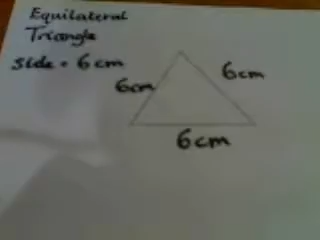 Equilateral
Triangle
side = 6cm
6cm
6cm
6cm